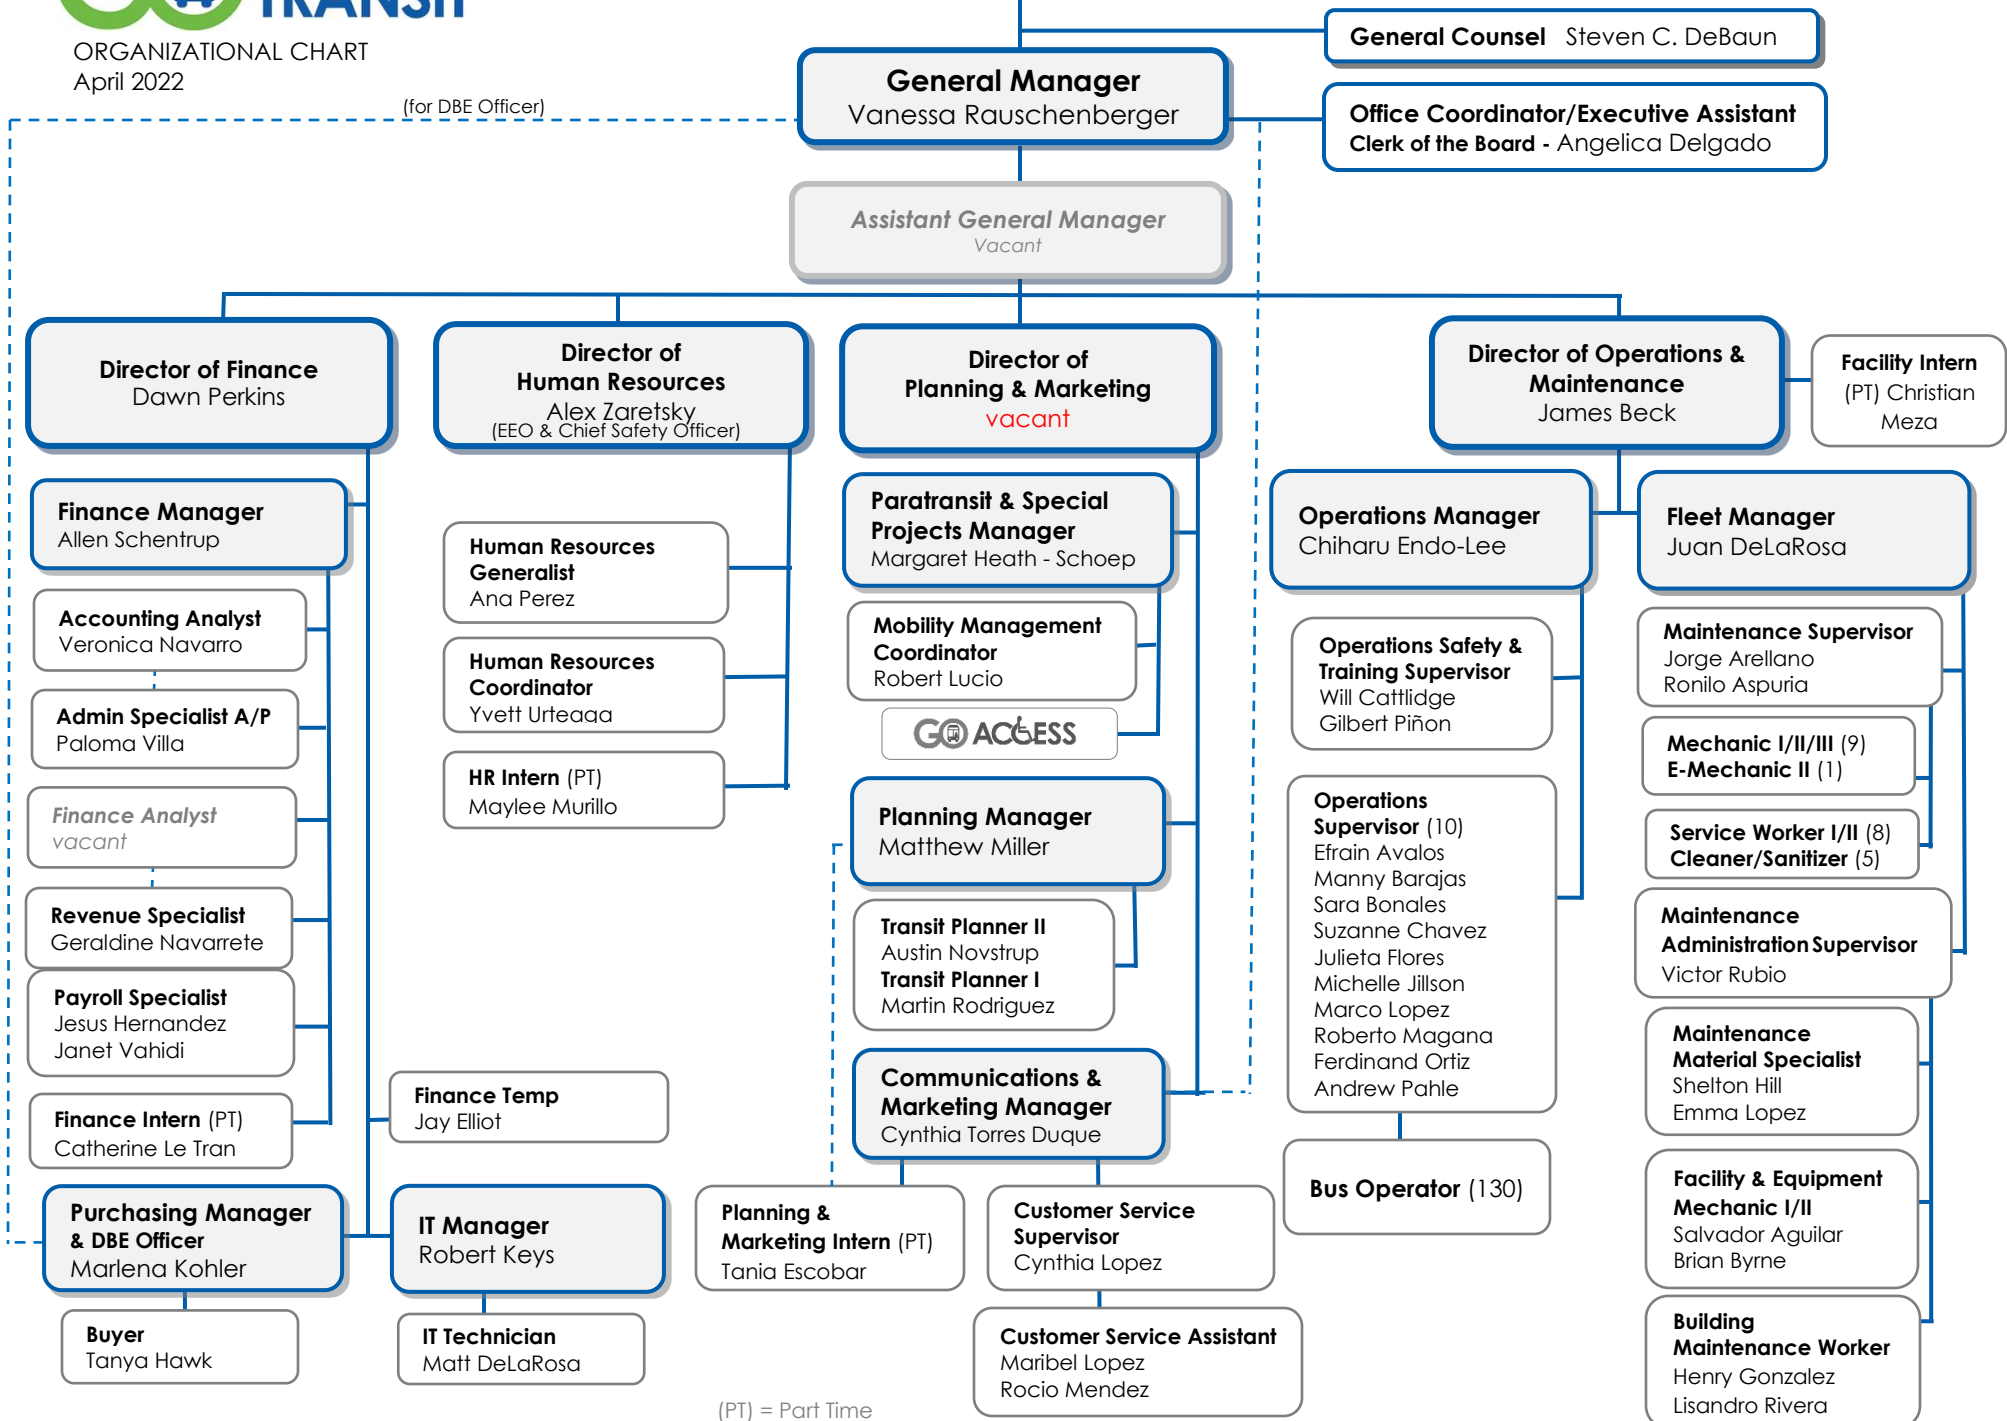 TRANSIT
ORGANIZATIONAL CHART
April 2022
(for DBE Officer)
General Counsel Steven C. DeBaun
General Manager
Vanessa Rauschenberger
Office Coordinator/Executive Assistant
Clerk of the Board - Angelica Delgado
Assistant General Manager
Vacant
Director of Finance
Dawn Perkins
Director of
Human Resources
Alex Zaretsky
(EEO & Chief Safety Officer)
Director of
Planning & Marketing
vacant
Director of Operations &
Maintenance
James Beck
Facility Intern
(PT) Christian
Meza
Finance Manager
Allen Schentrup
Accounting Analyst
Veronica Navarro
Admin Specialist A/P
Paloma Villa
Finance Analyst
vacant
Revenue Specialist
Geraldine Navarrete
Payroll Specialist
Jesus Hernandez
Janet Vahidi
Finance Intern (PT)
Catherine Le Tran
Finance Temp
Jay Elliot
Purchasing Manager
& DBE Officer
Marlena Kohler
IT Manager
Robert Keys
Buyer
Tanya Hawk
IT Technician
Matt DeLaRosa
Human Resources
Generalist
Ana Perez
Human Resources
Coordinator
Yvett Urteaga
HR Intern (PT)
Maylee Murillo
Paratransit & Special
Projects Manager
Margaret Heath - Schoep
Mobility Management
Coordinator
Robert Lucio
GO ACCESS
Planning Manager
Matthew Miller
Transit Planner II
Austin Novstrup
Transit Planner I
Martin Rodriguez
Communications &
Marketing Manager
Cynthia Torres Duque
Planning &
Marketing Intern (PT)
Tania Escobar
Customer Service
Supervisor
Cynthia Lopez
Customer Service Assistant
Maribel Lopez
Rocio Mendez
Operations Manager
Chiharu Endo-Lee
Operations Safety &
Training Supervisor
Will Cattlidge
Gilbert Piñon
Operations
Supervisor (10)
Efrain Avalos
Manny Barajas
Sara Bonales
Suzanne Chavez
Julieta Flores
Michelle Jillson
Marco Lopez
Roberto Magana
Ferdinand Ortiz
Andrew Pahle
Bus Operator (130)
Fleet Manager
Juan DeLaRosa
Maintenance Supervisor
Jorge Arellano
Ronilo Aspuria
Mechanic I/II/III (9)
E-Mechanic II (1)
Service Worker I/II (8)
Cleaner/Sanitizer (5)
Maintenance
Administration Supervisor
Victor Rubio
Maintenance
Material Specialist
Shelton Hill
Emma Lopez
Facility & Equipment
Mechanic I/II
Salvador Aguilar
Brian Byrne
Building
Maintenance Worker
Henry Gonzalez
Lisandro Rivera
(PT) = Part Time